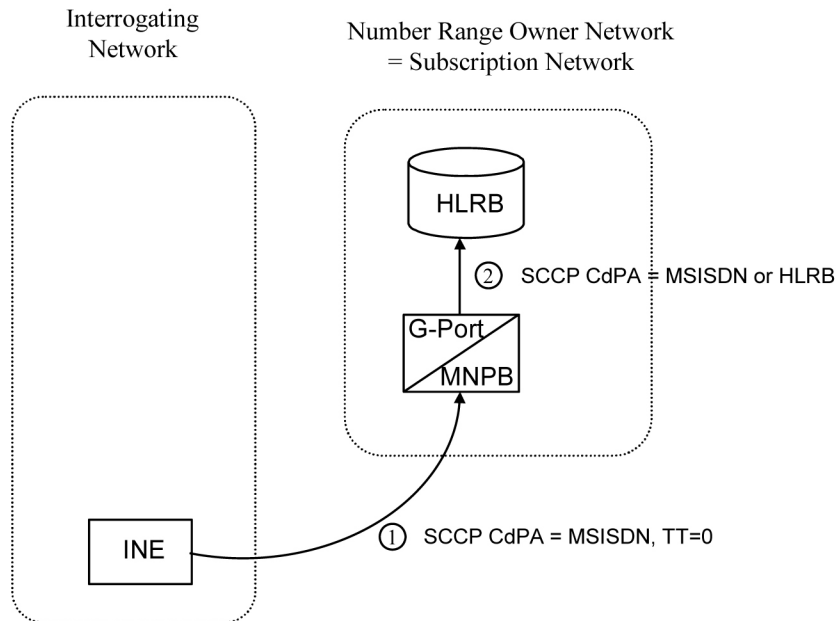 Interrogating
Network
Number Range Owner Network
= Subscription Network
HLRB
2 SCCP CdPA = MSISDN or HLRB
G-Port
MNPB
INE
1 SCCP CdPA = MSISDN, TT=0